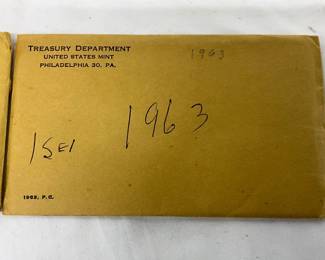 TREASURY DEPARTMENT
UNITED STATES MINT
PHILADELPHIA 30, PA.
1963
1963
1 SET
1963, P.C.